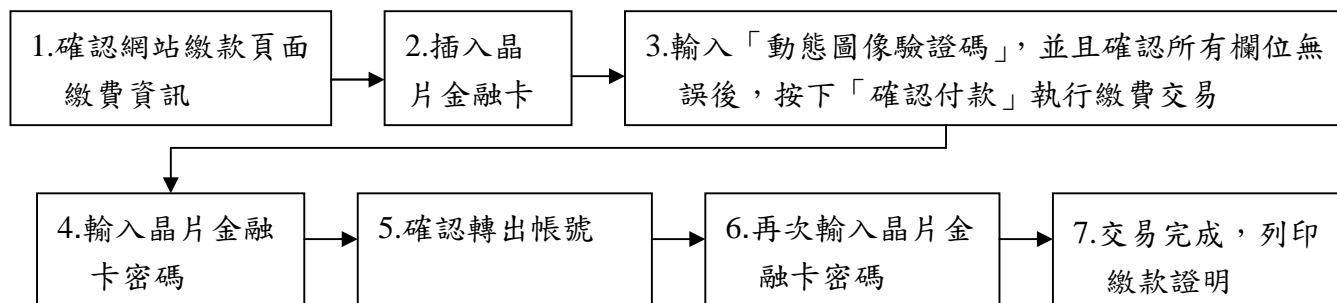 1.確認網站繳款頁面
繳費資訊
2.插入晶
片金融卡
3.輸入「動態圖像驗證碼」，並且確認所有欄位無
誤後，按下「確認付款」執行繳費交易
4.輸入晶片金融
卡密碼
5.確認轉出帳號
6.再次輸入晶片金
融卡密碼
7.交易完成，列印
繳款證明